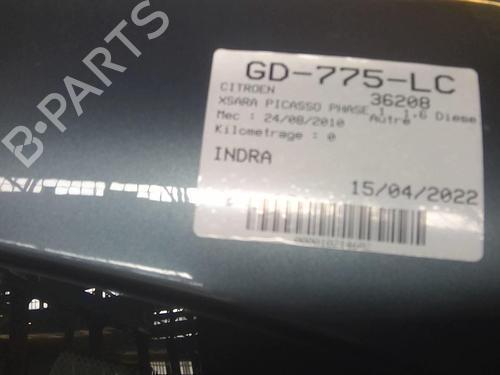 B-PARTS
GD-775-LC
CITROEN 36208
XSARA PICASSO PHASE 1 1.6 Diese
Mec : 24/08/2010 Autre
Kilometrage : 0
INDRA
15/04/2022